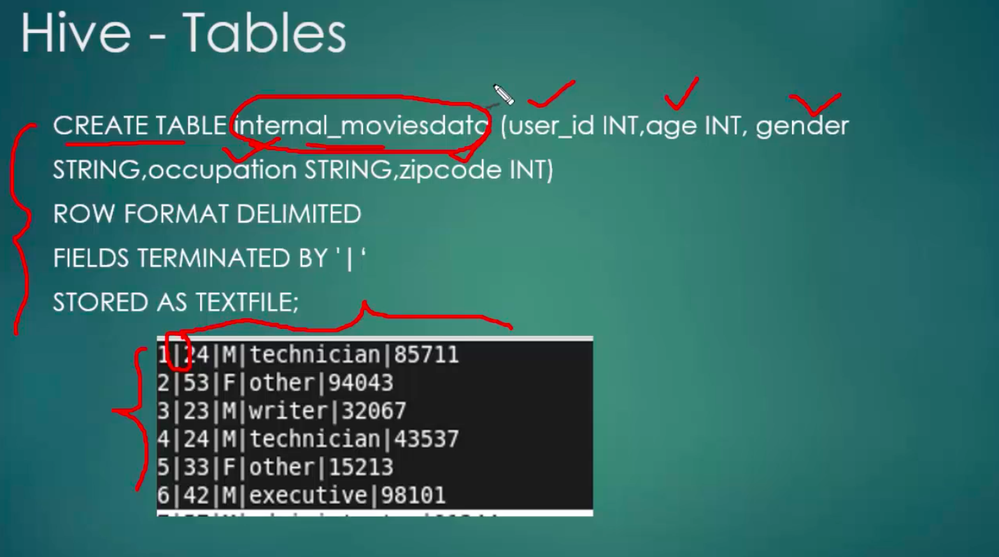 Hive - Tables
CREATE TABLE internal_moviesdata (user_id INT,age INT, gender
STRING,occupation STRING,zipcode INT)
ROW FORMAT DELIMITED
FIELDS TERMINATED BY '|‘
STORED AS TEXTFILE;
1|24|M|technician|85711
2|53|F|other|94043
3|23|M|writer|32067
4|24|M|technician|43537
5|33|F|other|15213
6|42|M|executive|98101